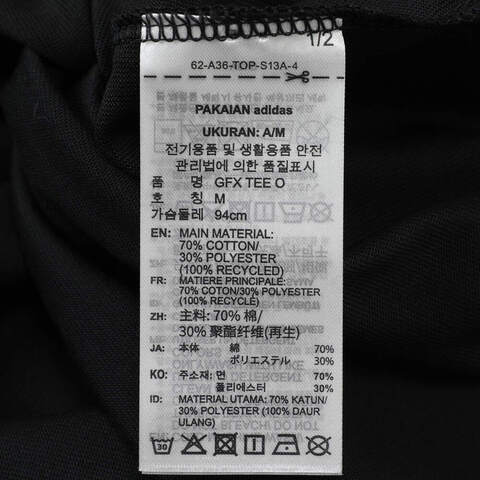 1/2
62-A36-TOP-S13A-4
PAKAIAN adidas
UKURAN: A/M
전기용품 및 생활용품 안전
관리법에 의한 품질표시
품 명 GFX TEE O
호 칭 M
가슴둘레 94cm
EN: MAIN MATERIAL:
70% COTTON/
30% POLYESTER
(100% RECYCLED)
FR: MATIERE PRINCIPALE:
70% COTON/30% POLYESTER
(100% RECYCLÉ)
ZH: 主料: 70% 棉/
30% 聚酯纤维(再生)
JA: 本体 綿 70%
ポリエステル 30%
KO: 주소재: 면 70%
폴리에스터 30%
ID: MATERIAL UTAMA: 70% KATUN/
30% POLYESTER (100% DAUR
ULANG)
30